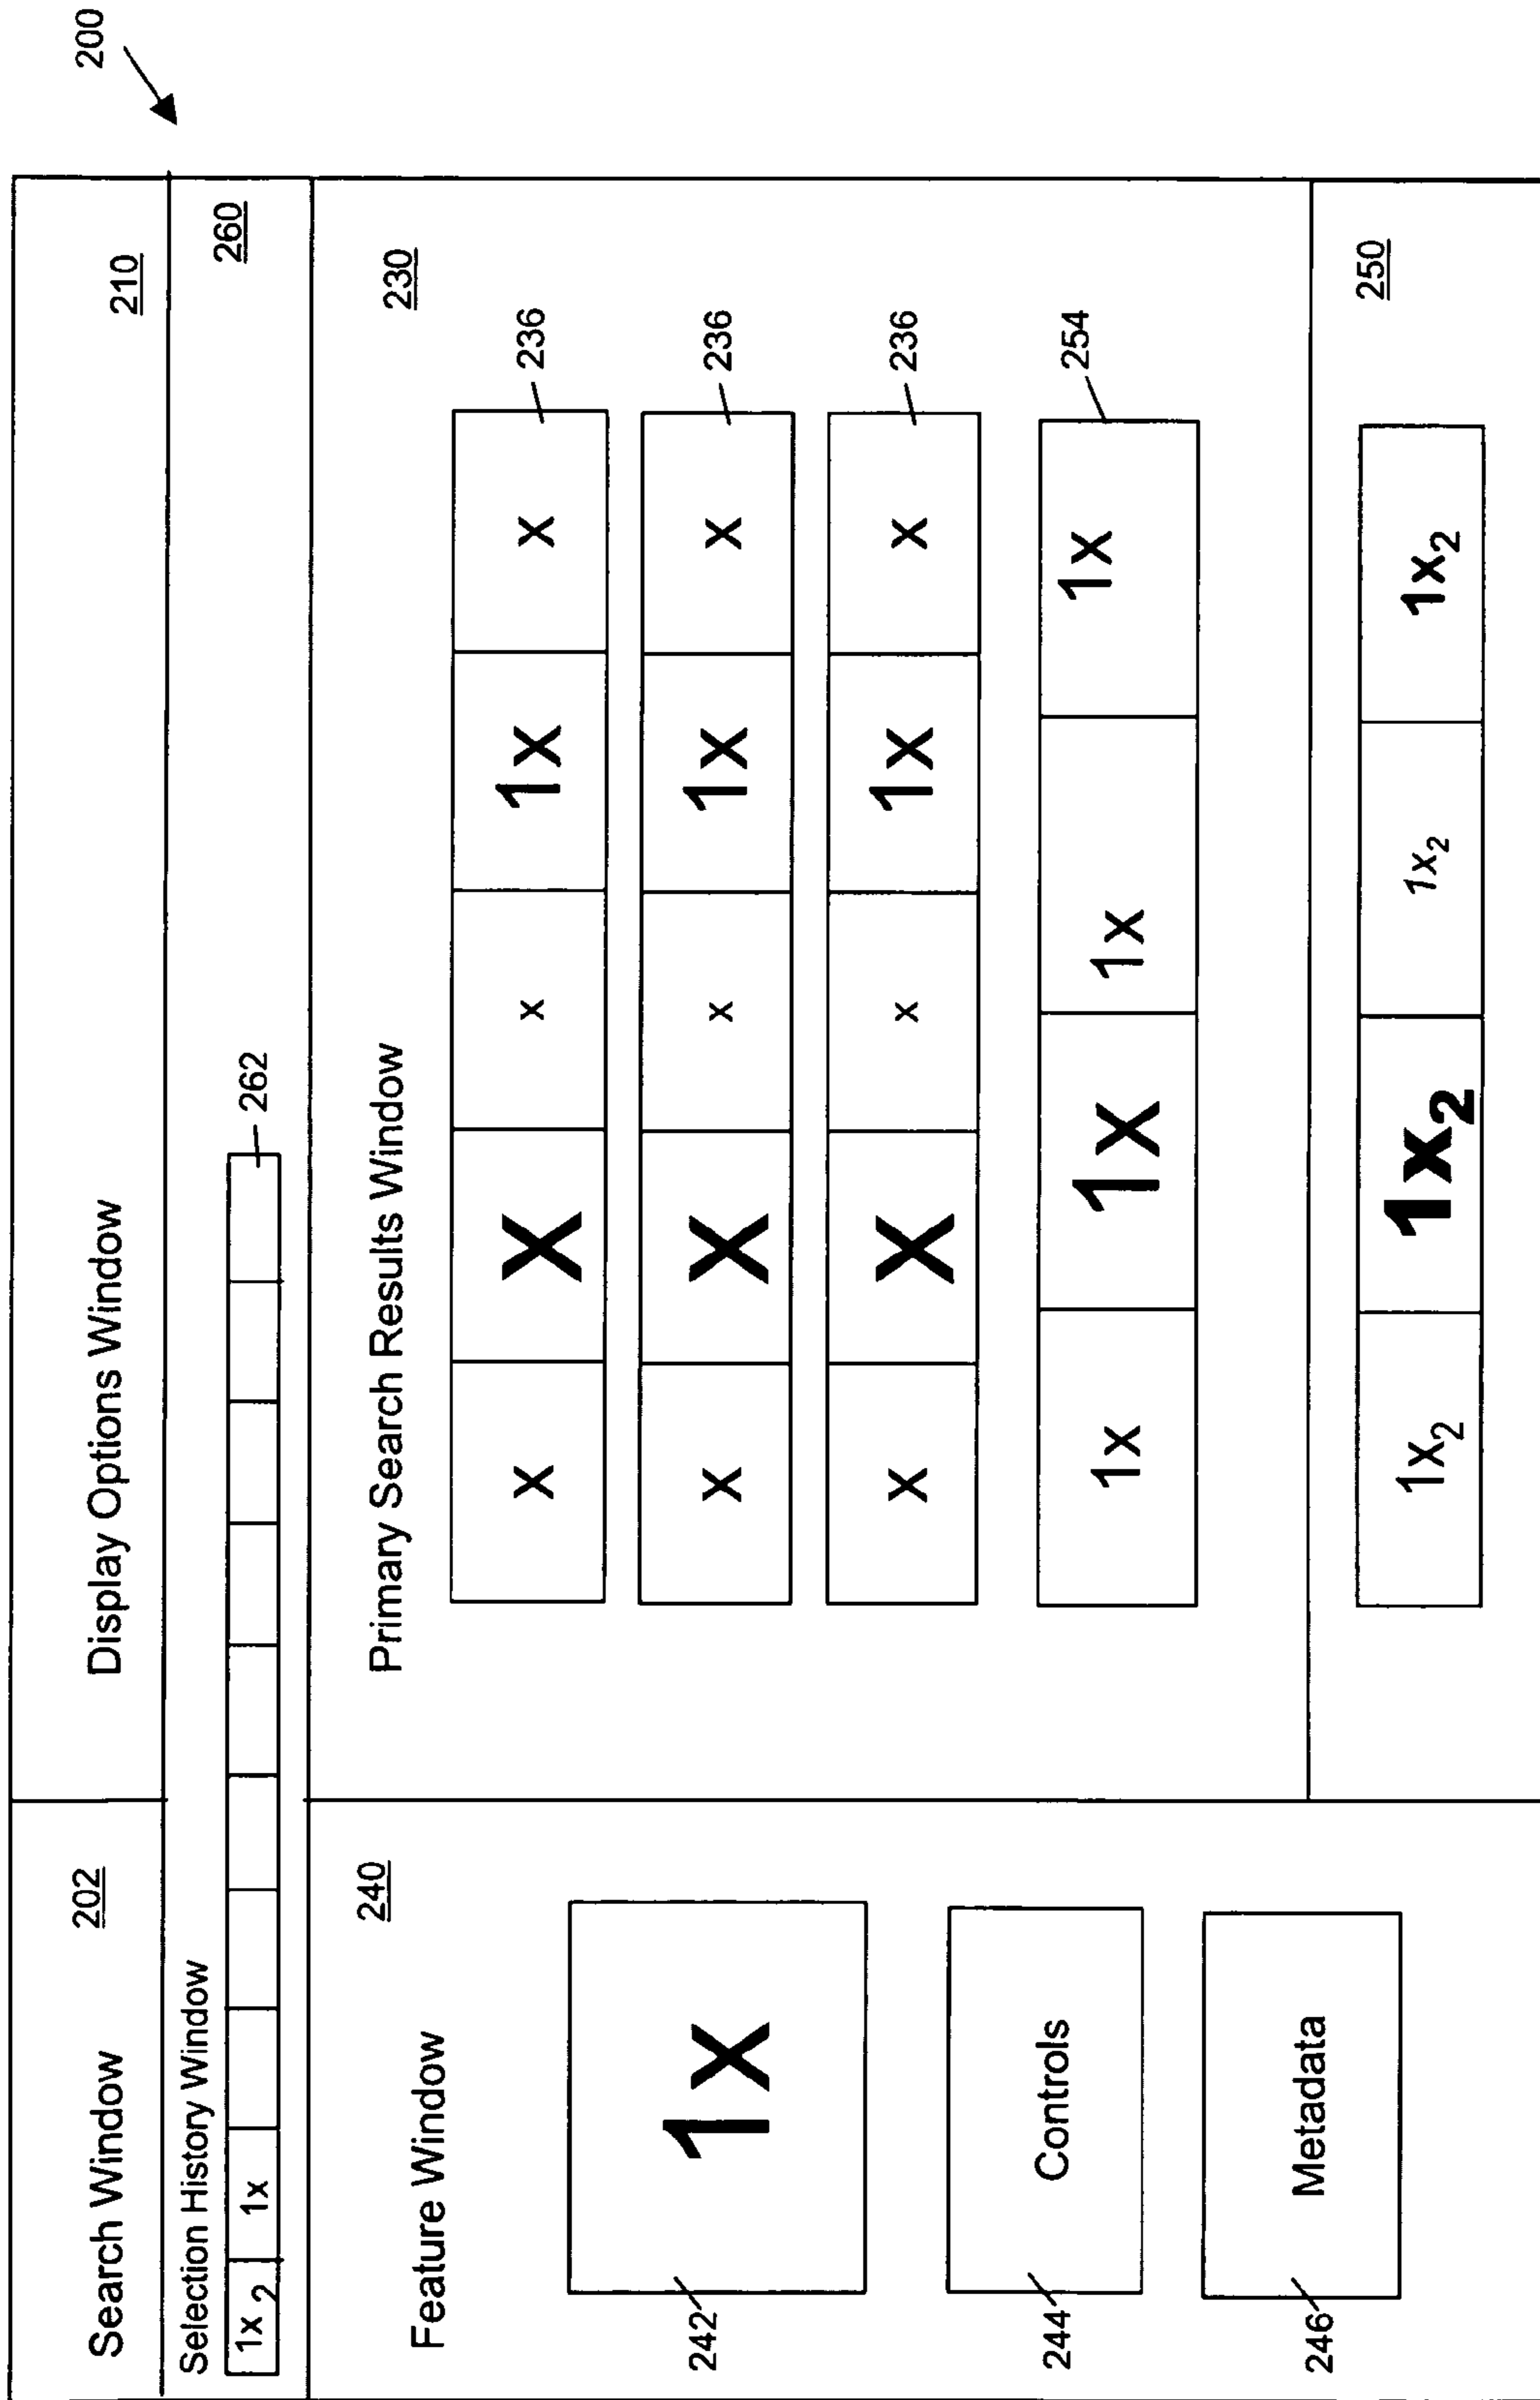 200
Search Window
202
Display Options Window
210
Selection History Window
260
1x2
1x
262
Feature Window
240
Primary Search Results Window
230
x
X
x
1x
x
236
x
X
x
1x
x
236
x
X
x
1x
x
236
1x
1x
1x
1x
254
1x
242
Controls
244
Metadata
246
250
1x2
1x2
1x2
1x2